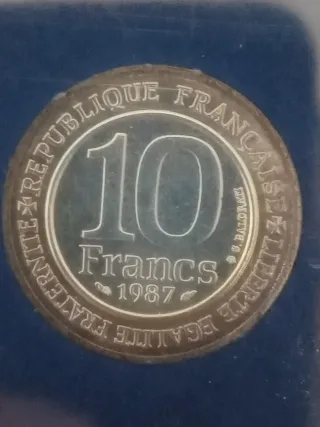 REPUBLIQUE FRANÇAISE
LIBERTE EGALITE FRATERNITE
10
Francs
1987